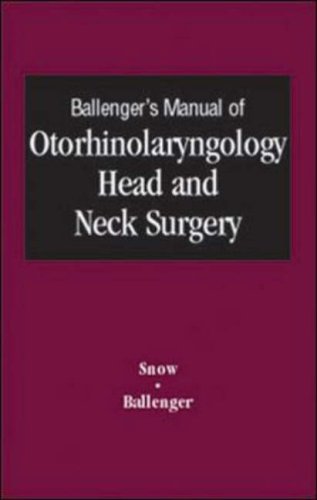 Ballenger's Manual of
Otorhinolaryngology
Head and
Neck Surgery
Snow
•
Ballenger